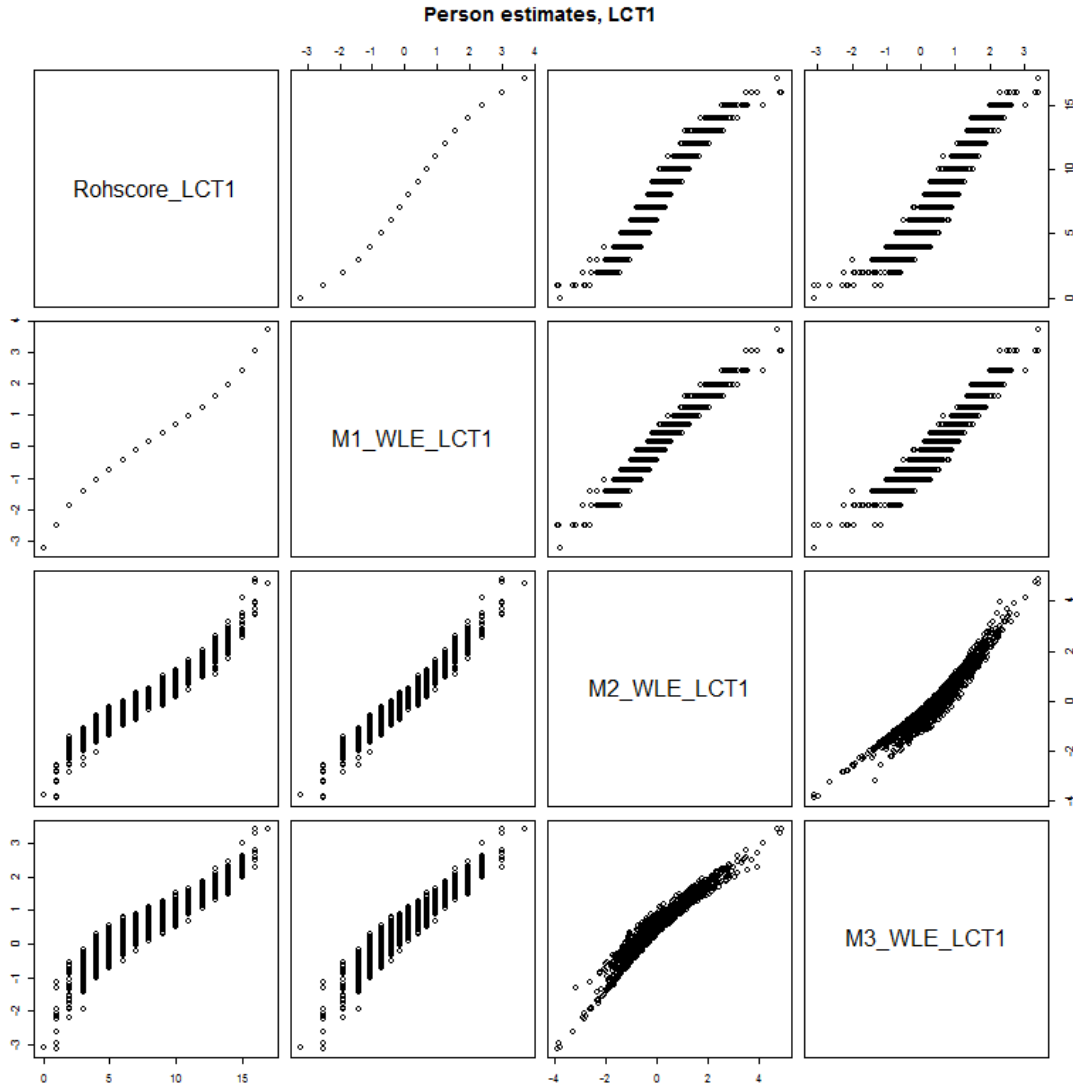 Person estimates, LCT1
-3 -2 -1 0 1 2 3 4
-3 -2 -1 0 1 2 3
Rohscore_LCT1
0 5 10 15
-3 -2 -1 0 1 2 3 4
M1_WLE_LCT1
M2_WLE_LCT1
-4 -2 0 2 4
-3 -2 -1 0 1 2 3
M3_WLE_LCT1
0 5 10 15
-4 -2 0 2 4